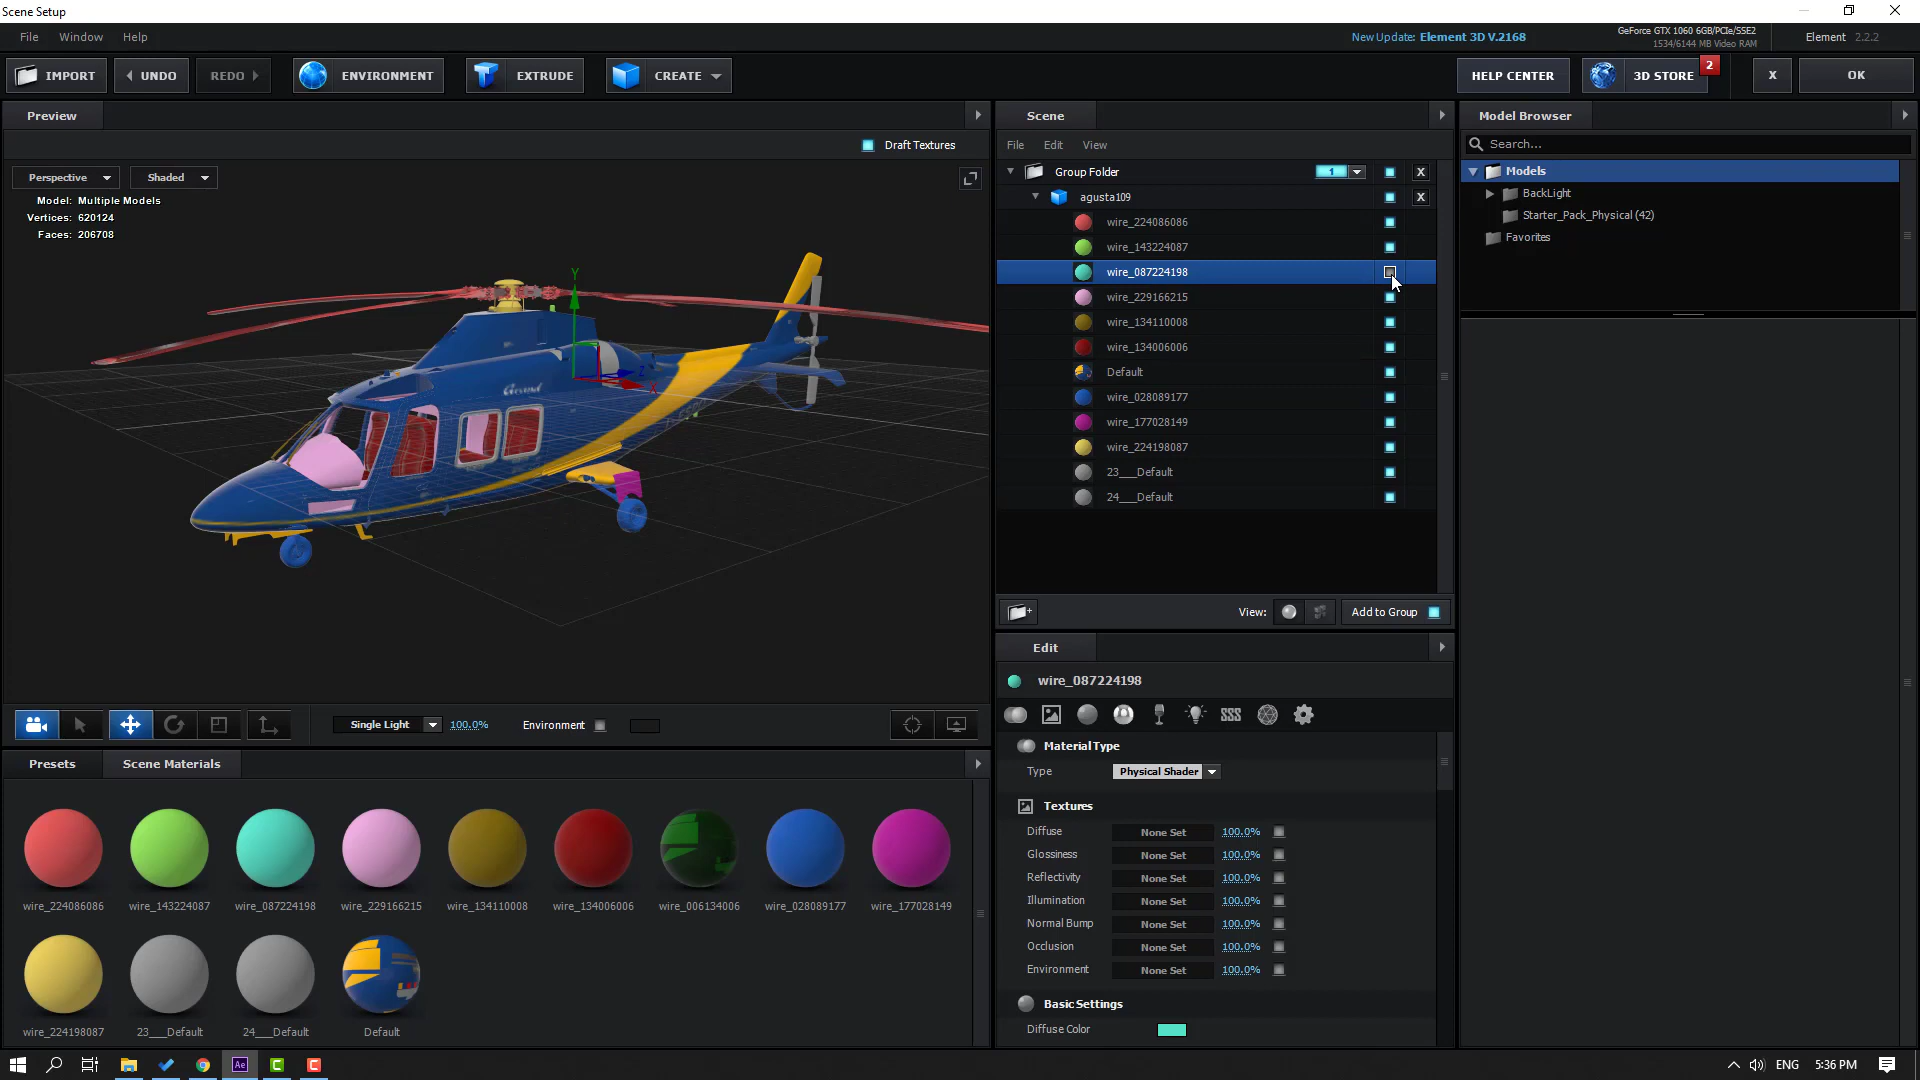 Scene Setup
File Window Help
New Update: Element 3D V.2168
GeForce GTX 1060 6GB/PCIe/SSE2
1534/6144 MB Video RAM
Element 2.2.2
IMPORT UNDO REDO ENVIRONMENT EXTRUDE CREATE HELP CENTER 3D STORE 2 X OK
Preview
Draft Textures
Perspective Shaded
Model: Multiple Models
Vertices: 620124
Faces: 206708
Y
Z
X
Grand
Single Light 100.0% Environment
Presets Scene Materials
wire_224086086 wire_143224087 wire_087224198 wire_229166215 wire_134110008 wire_134006006 wire_006134006 wire_028089177 wire_177028149
wire_224198087 23___Default 24___Default Default
Scene
File Edit View
Group Folder 1 X
agusta109 X
wire_224086086
wire_143224087
wire_087224198
wire_229166215
wire_134110008
wire_134006006
Default
wire_028089177
wire_177028149
wire_224198087
23___Default
24___Default
View: Add to Group
Edit
wire_087224198
Material Type
Type Physical Shader
Textures
Diffuse None Set 100.0%
Glossiness None Set 100.0%
Reflectivity None Set 100.0%
Illumination None Set 100.0%
Normal Bump None Set 100.0%
Occlusion None Set 100.0%
Environment None Set 100.0%
Basic Settings
Diffuse Color
Model Browser
Search...
Models
BackLight
Starter_Pack_Physical (42)
Favorites
Ae C C ENG 5:36 PM